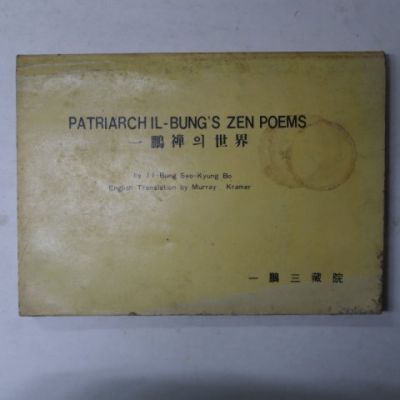 PATRIARCH IL-BUNG'S ZEN POEMS
一鵬禪의世界
by Il-Bung Seo-Kyung Bo
English Translation by Murray Kramer
一鵬三藏院